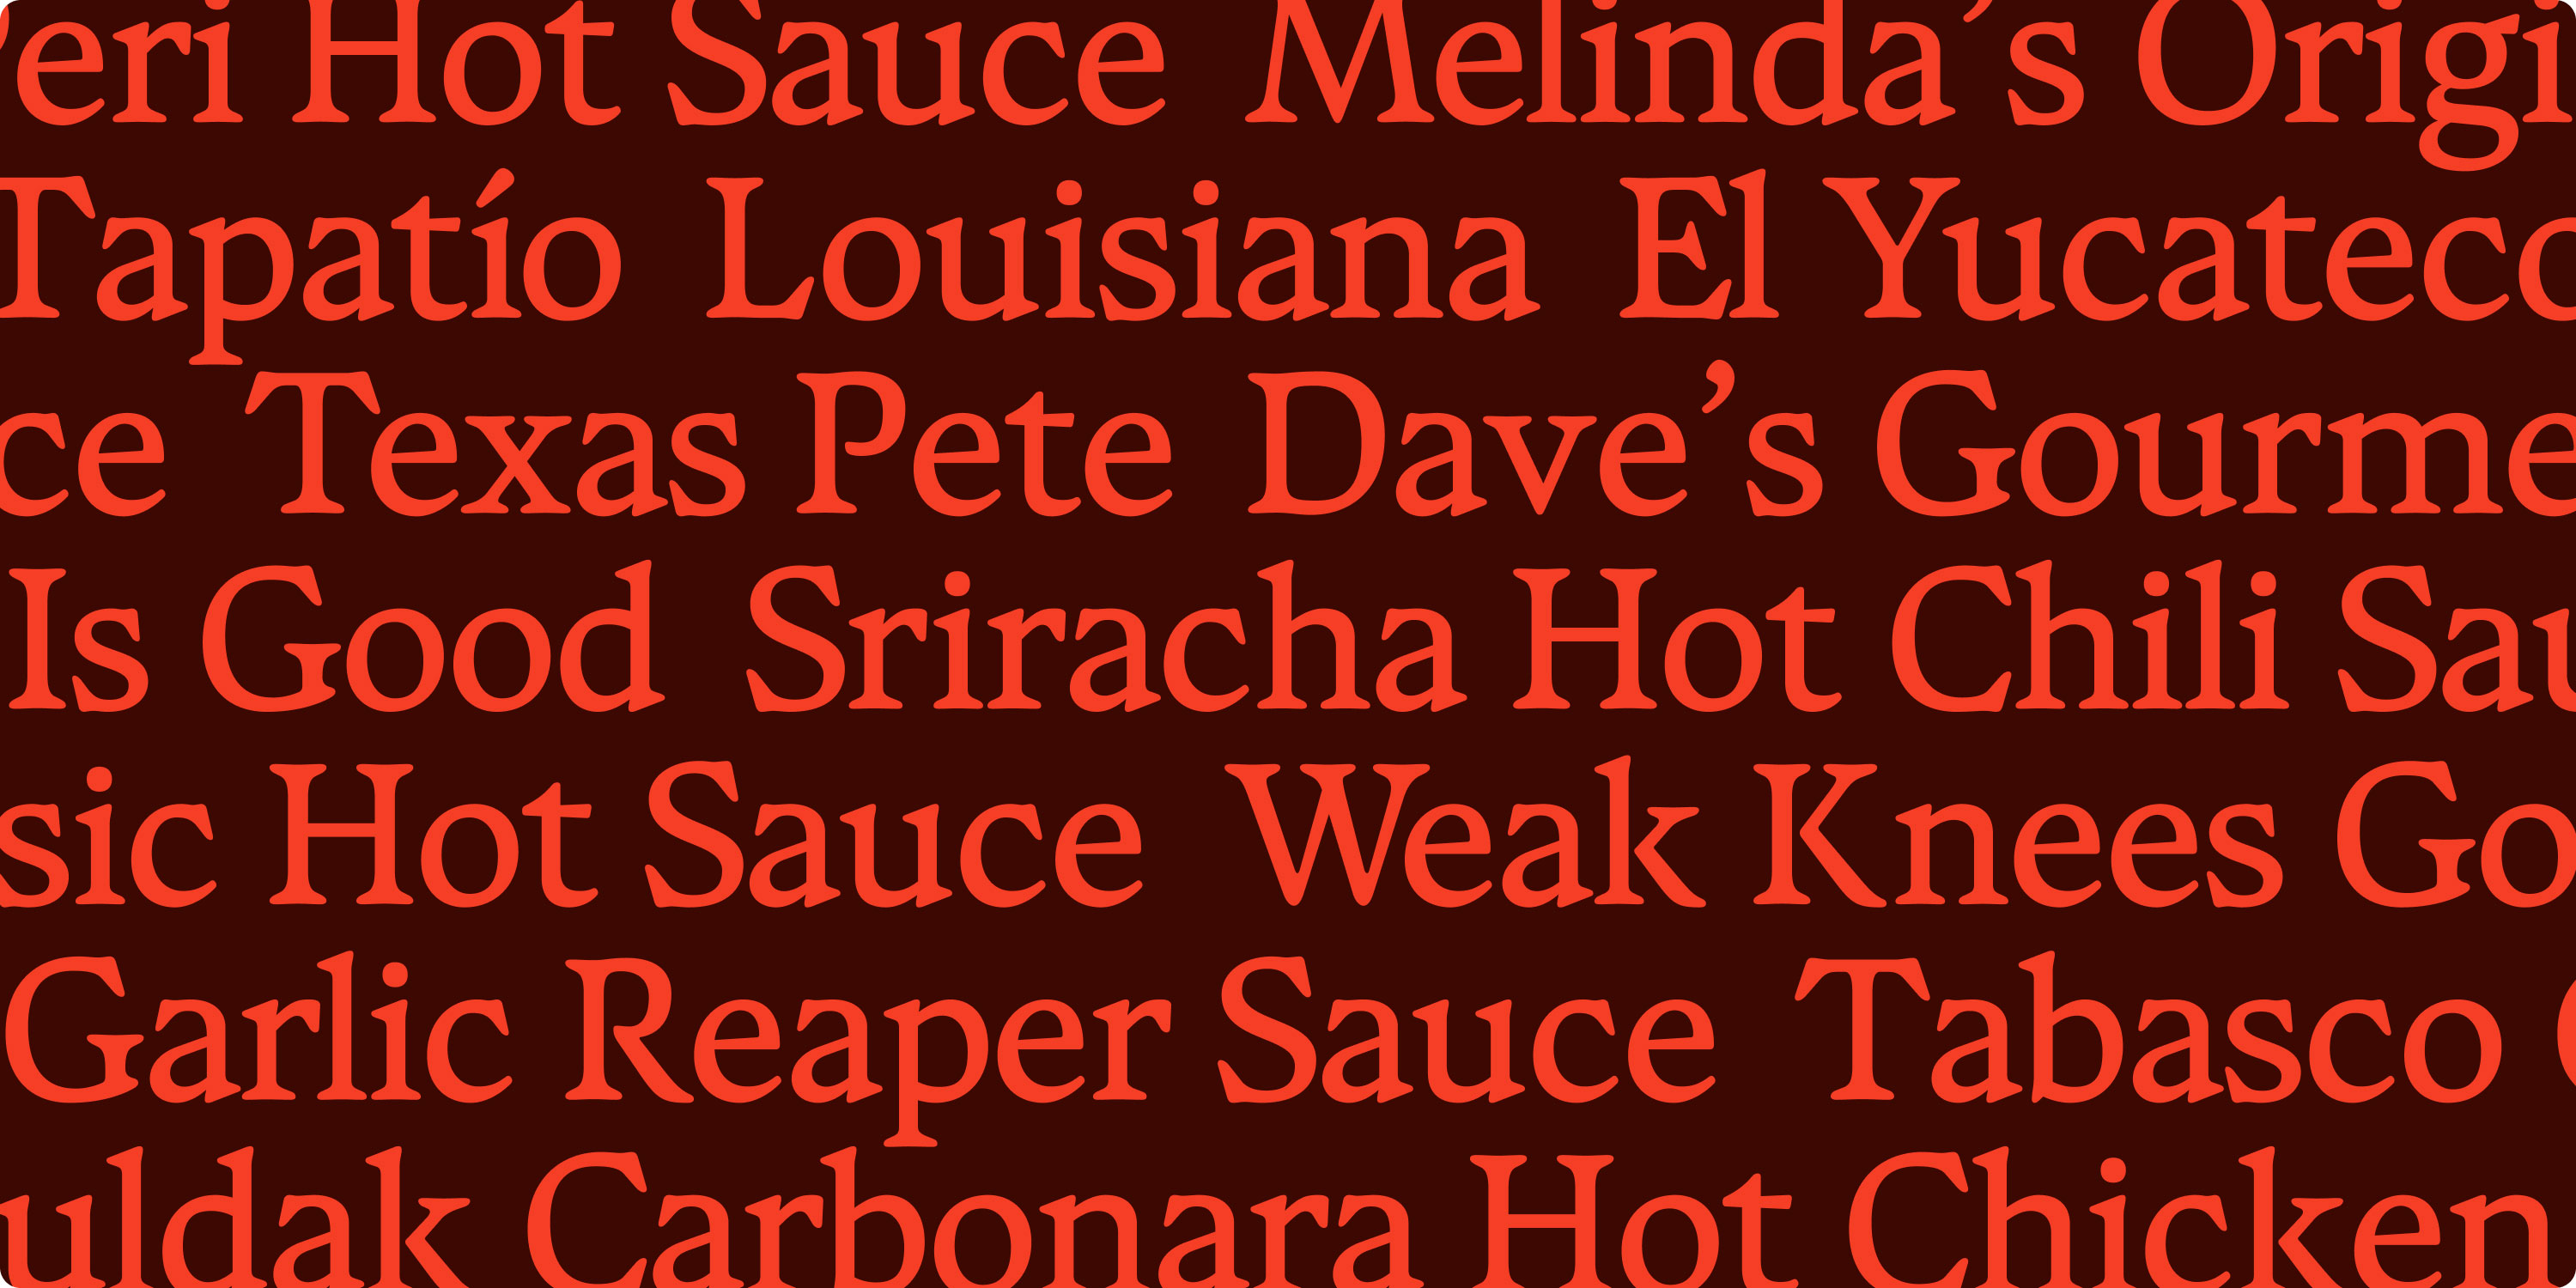 eri Hot Sauce Melinda’s Origi
Tapatío Louisiana El Yucateco
ce Texas Pete Dave’s Gourme
Is Good Sriracha Hot Chili Sau
sic Hot Sauce Weak Knees Go
Garlic Reaper Sauce Tabasco
uldak Carbonara Hot Chicken